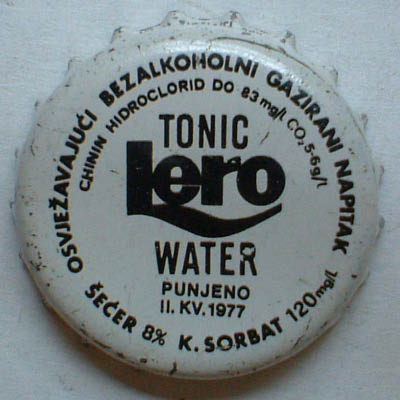 OSVJEŽAVAJUĆI BEZALKOHOLNI GAZIRANI NAPITAK
CHININ HIDROCLORID DO 83 mg/L CO₂ 5-6g/L
TONIC
Lero
WATER
PUNJENO
II. KV. 1977
ŠEĆER 8% K. SORBAT 120 mg/L